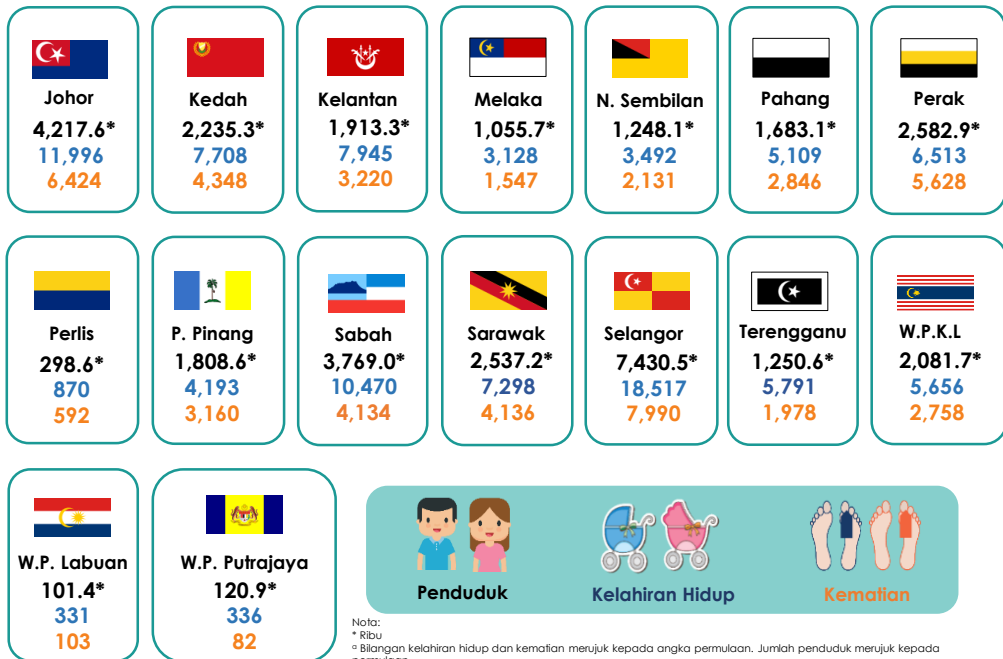 Johor
4,217.6*
11,996
6,424
Kedah
2,235.3*
7,708
4,348
Kelantan
1,913.3*
7,945
3,220
Melaka
1,055.7*
3,128
1,547
N. Sembilan
1,248.1*
3,492
2,131
Pahang
1,683.1*
5,109
2,846
Perak
2,582.9*
6,513
5,628
Perlis
298.6*
870
592
P. Pinang
1,808.6*
4,193
3,160
Sabah
3,769.0*
10,470
4,134
Sarawak
2,537.2*
7,298
4,136
Selangor
7,430.5*
18,517
7,990
Terengganu
1,250.6*
5,791
1,978
W.P.K.L
2,081.7*
5,656
2,758
W.P. Labuan
101.4*
331
103
W.P. Putrajaya
120.9*
336
82
Penduduk
Kelahiran Hidup
Kematian
Nota:
* Ribu
ᵅ Bilangan kelahiran hidup dan kematian merujuk kepada angka permulaan. Jumlah penduduk merujuk kepada
permulaan